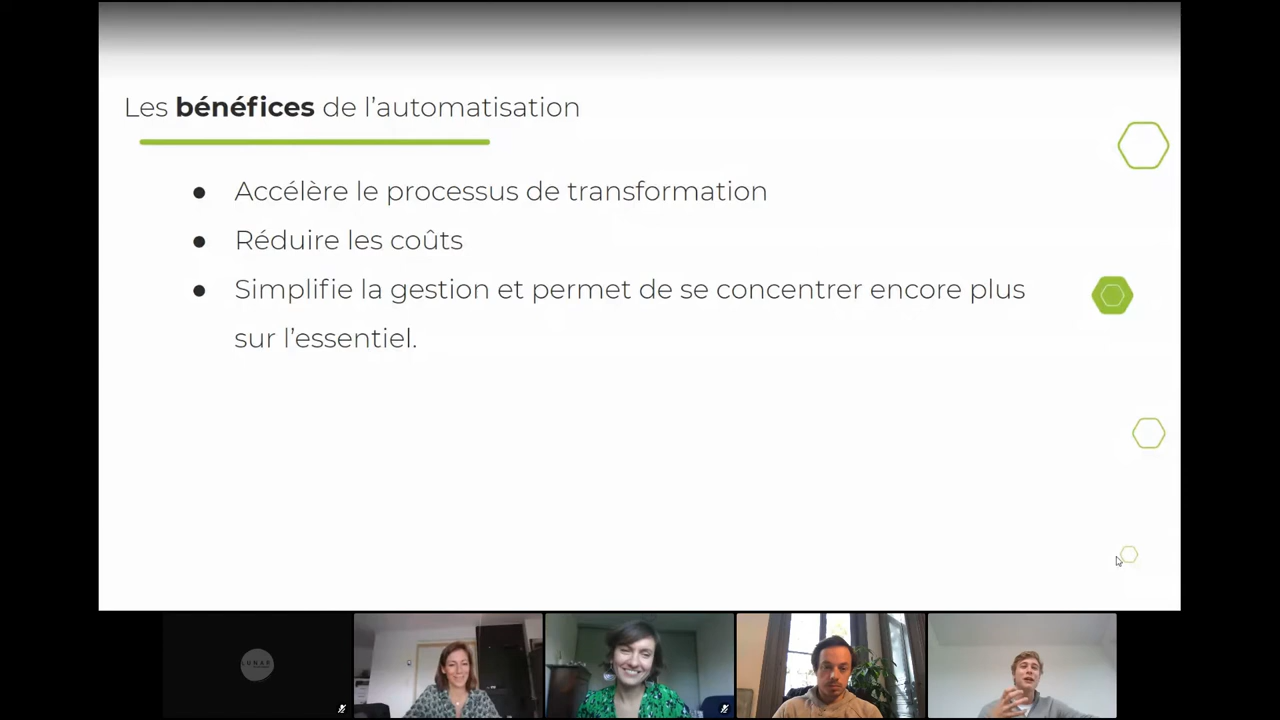 Les bénéfices de l’automatisation
● Accélère le processus de transformation
● Réduire les coûts
● Simplifie la gestion et permet de se concentrer encore plus
sur l’essentiel.
LUNAR